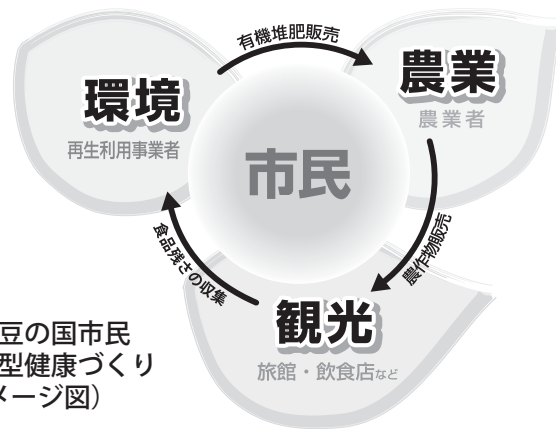 有機堆肥販売
環境
再生利用事業者
農業
農業者
市民
農作物販売
食品残さの収集
観光
旅館・飲食店など
豆の国市民
型健康づくり
メージ図）